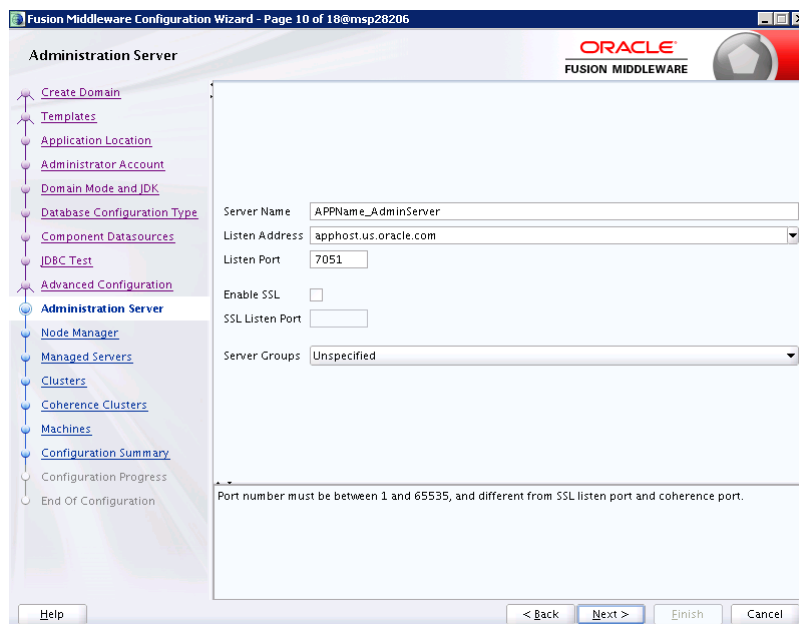 Fusion Middleware Configuration Wizard - Page 10 of 18@msp28206
Administration Server
ORACLE
FUSION MIDDLEWARE
Create Domain
Templates
Application Location
Administrator Account
Domain Mode and JDK
Database Configuration Type
Component Datasources
JDBC Test
Advanced Configuration
Administration Server
Node Manager
Managed Servers
Clusters
Coherence Clusters
Machines
Configuration Summary
Configuration Progress
End Of Configuration
Server Name APPName_AdminServer
Listen Address apphost.us.oracle.com
Listen Port 7051
Enable SSL
SSL Listen Port
Server Groups Unspecified
Port number must be between 1 and 65535, and different from SSL listen port and coherence port.
Help < Back Next > Finish Cancel